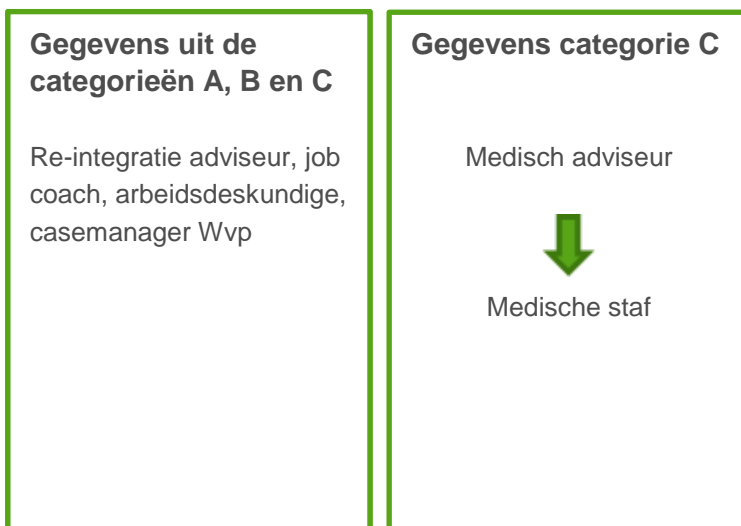 Gegevens uit de
categorieën A, B en C
Re-integratie adviseur, job
coach, arbeidsdeskundige,
casemanager Wvp
Gegevens categorie C
Medisch adviseur
Medische staf